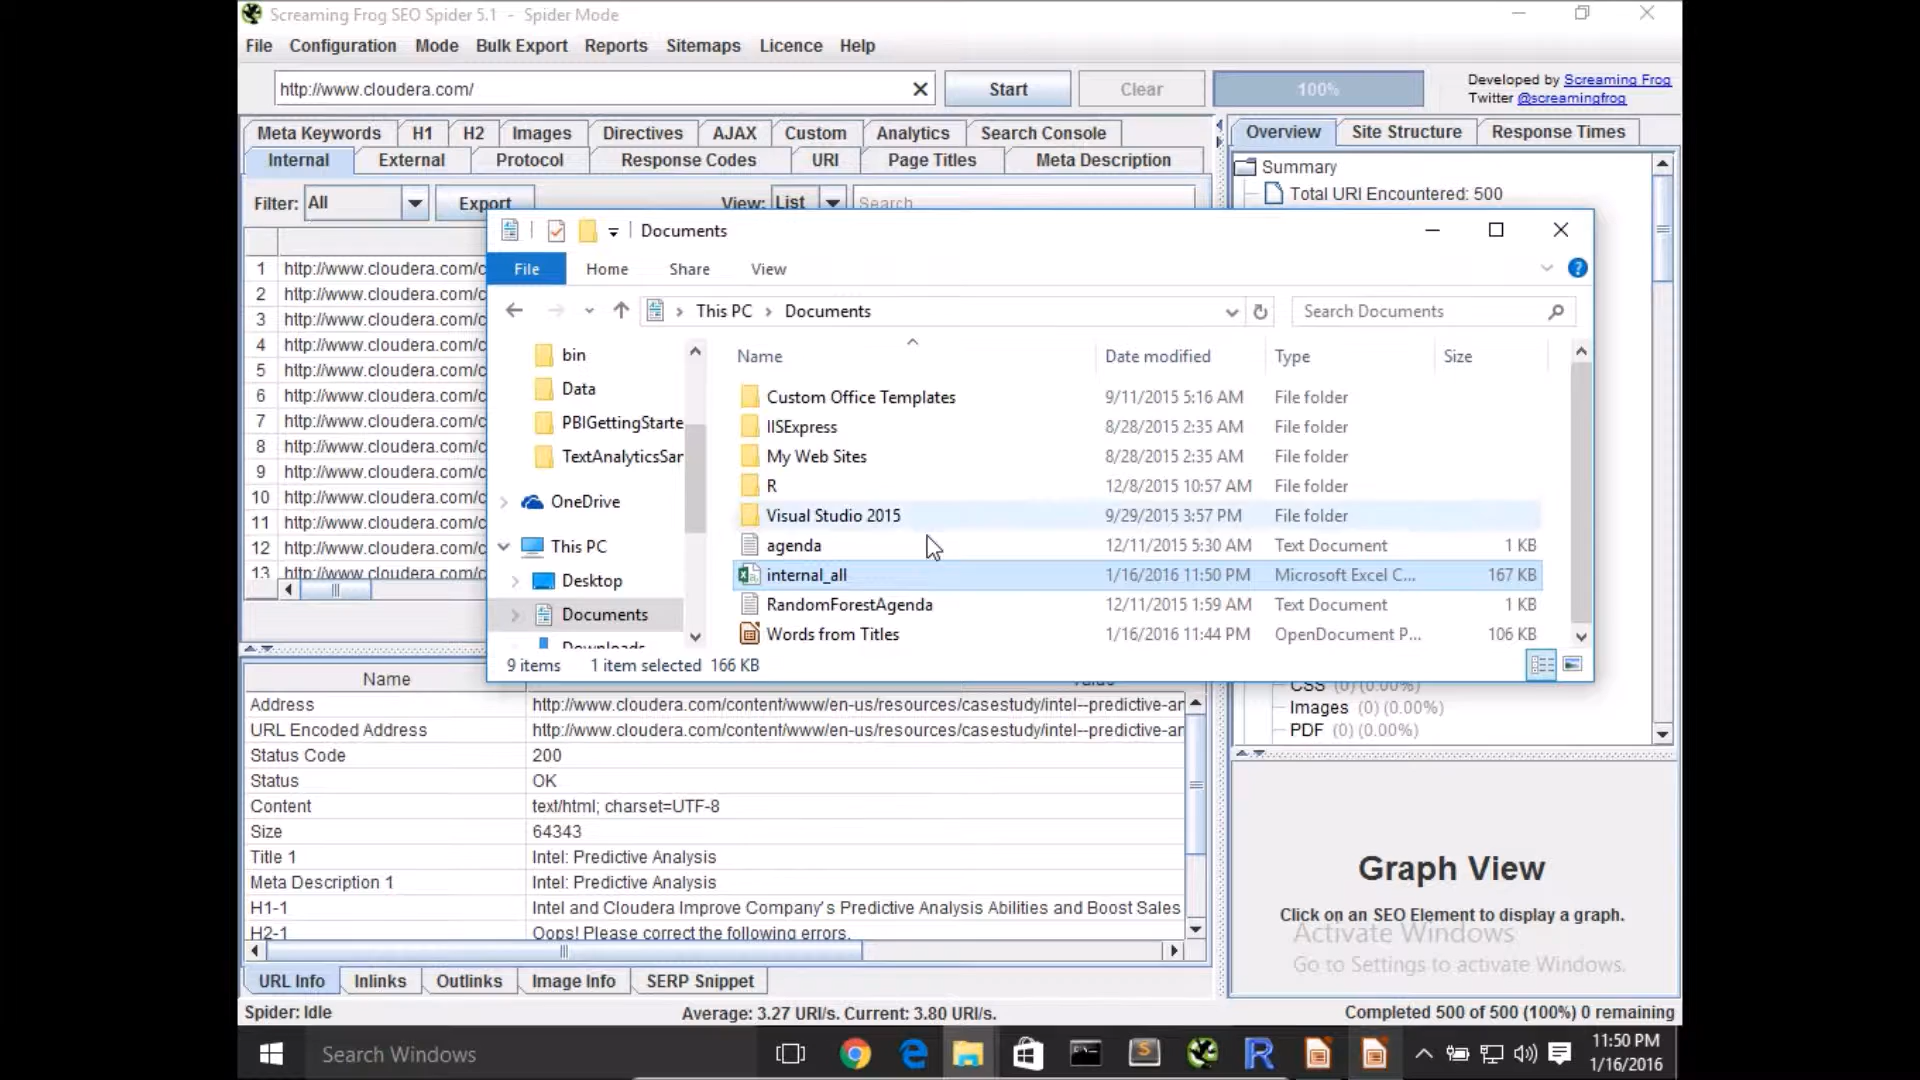 Screaming Frog SEO Spider 5.1 - Spider Mode
File Configuration Mode Bulk Export Reports Sitemaps Licence Help
http://www.cloudera.com/
Start
Clear
100%
Developed by Screaming Frog
Twitter @screamingfrog
Meta Keywords H1 H2 Images Directives AJAX Custom Analytics Search Console
Internal External Protocol Response Codes URI Page Titles Meta Description
Overview Site Structure Response Times
Summary
Total URI Encountered: 500
Filter: All Export View: List Search
1 http://www.cloudera.com/c
2 http://www.cloudera.com/c
3 http://www.cloudera.com/c
4 http://www.cloudera.com/c
5 http://www.cloudera.com/c
6 http://www.cloudera.com/c
7 http://www.cloudera.com/c
8 http://www.cloudera.com/c
9 http://www.cloudera.com/c
10 http://www.cloudera.com/c
11 http://www.cloudera.com/c
12 http://www.cloudera.com/c
13 http://www.cloudera.com/c
Documents
File Home Share View
This PC Documents
Search Documents
bin
Data
PBIGettingStarte
TextAnalyticsSar
OneDrive
This PC
Desktop
Documents
Downloads
Name Date modified Type Size
Custom Office Templates 9/11/2015 5:16 AM File folder
IISExpress 8/28/2015 2:35 AM File folder
My Web Sites 8/28/2015 2:35 AM File folder
R 12/8/2015 10:57 AM File folder
Visual Studio 2015 9/29/2015 3:57 PM File folder
agenda 12/11/2015 5:30 AM Text Document 1 KB
internal_all 1/16/2016 11:50 PM Microsoft Excel C... 167 KB
RandomForestAgenda 12/11/2015 1:59 AM Text Document 1 KB
Words from Titles 1/16/2016 11:44 PM OpenDocument P... 106 KB
9 items 1 item selected 166 KB
CSS (0) (0.00%)
Images (0) (0.00%)
PDF (0) (0.00%)
Name Value
Address http://www.cloudera.com/content/www/en-us/resources/casestudy/intel--predictive-ar
URL Encoded Address http://www.cloudera.com/content/www/en-us/resources/casestudy/intel--predictive-ar
Status Code 200
Status OK
Content text/html; charset=UTF-8
Size 64343
Title 1 Intel: Predictive Analysis
Meta Description 1 Intel: Predictive Analysis
H1-1 Intel and Cloudera Improve Company's Predictive Analysis Abilities and Boost Sales
H2-1 Oops! Please correct the following errors.
Graph View
Click on an SEO Element to display a graph.
Activate Windows
Go to Settings to activate Windows.
URL Info Inlinks Outlinks Image Info SERP Snippet
Spider: Idle
Average: 3.27 URI/s. Current: 3.80 URI/s.
Completed 500 of 500 (100%) 0 remaining
Search Windows
11:50 PM
1/16/2016